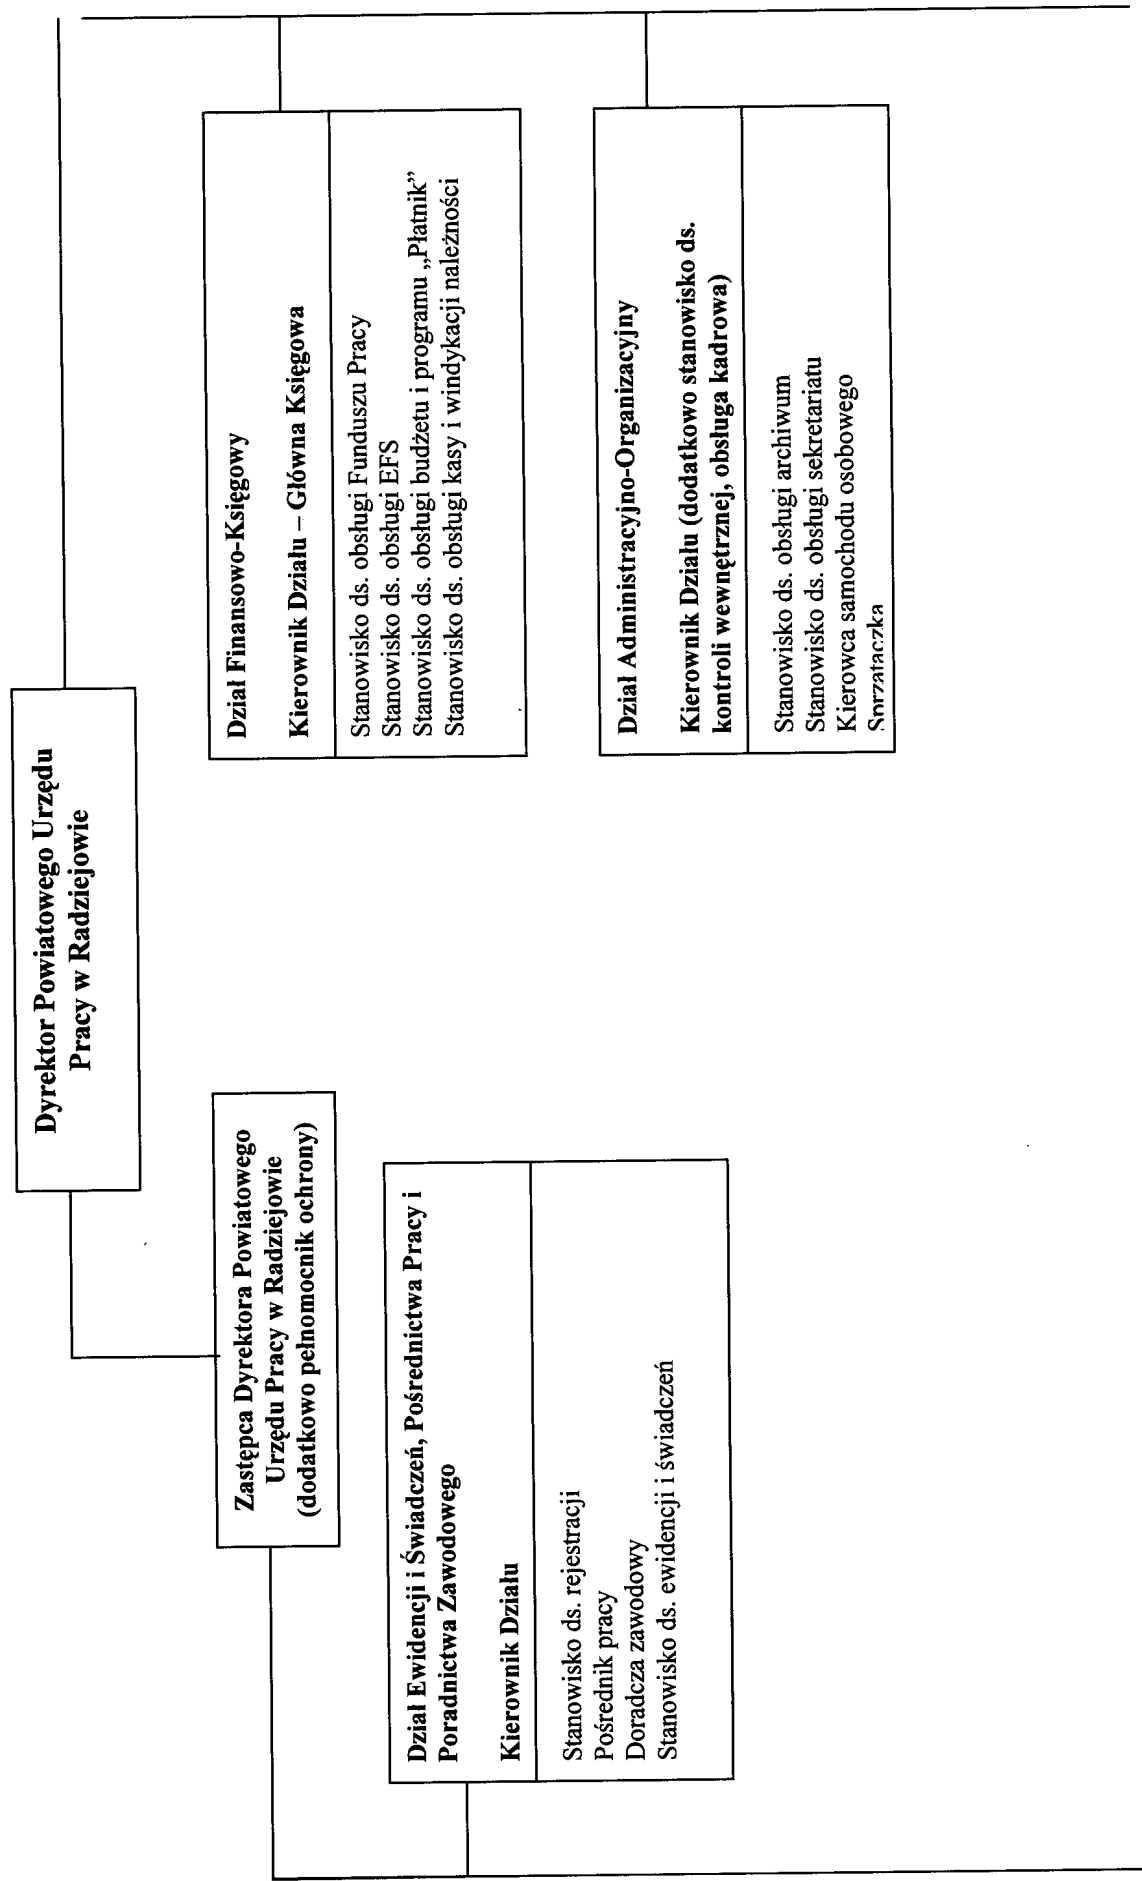 Dyrektor Powiatowego Urzędu
Pracy w Radziejowie
Zastępca Dyrektora Powiatowego
Urzędu Pracy w Radziejowie
(dodatkowo pełnomocnik ochrony)
Dział Ewidencji i Świadczeń, Pośrednictwa Pracy i
Poradnictwa Zawodowego
Kierownik Działu
Stanowisko ds. rejestracji
Pośrednik pracy
Doradcza zawodowy
Stanowisko ds. ewidencji i świadczeń
Dział Finansowo-Księgowy
Kierownik Działu – Główna Księgowa
Stanowisko ds. obsługi Funduszu Pracy
Stanowisko ds. obsługi EFS
Stanowisko ds. obsługi budżetu i programu „Płatnik”
Stanowisko ds. obsługi kasy i windykacji należności
Dział Administracyjno-Organizacyjny
Kierownik Działu (dodatkowo stanowisko ds.
kontroli wewnętrznej, obsługa kadrowa)
Stanowisko ds. obsługi archiwum
Stanowisko ds. obsługi sekretariatu
Kierowca samochodu osobowego
Sprzątaczka